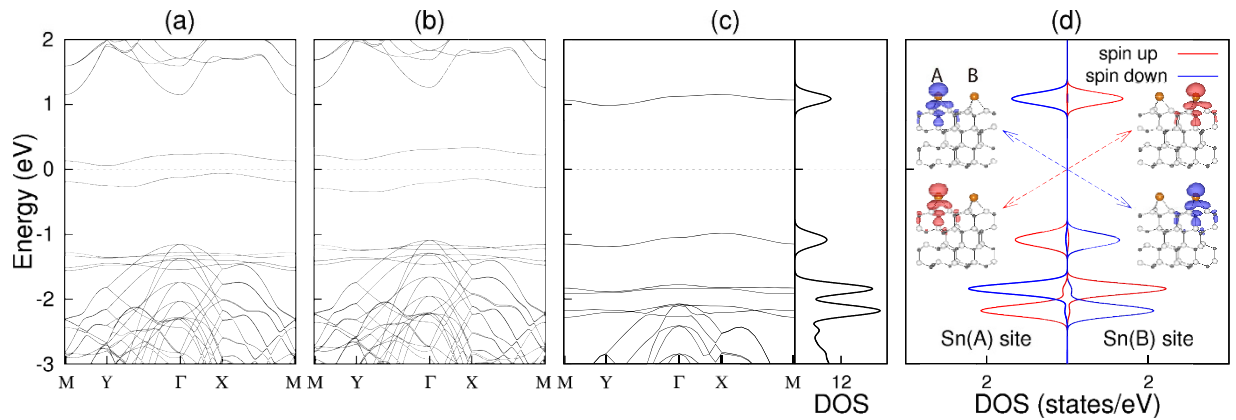 (a) (b) (c) (d)
Energy (eV)
2
1
0
-1
-2
-3
M Y Γ X M
M Y Γ X M
M Y Γ X M
12
DOS
spin up
spin down
A B
Sn(A) site Sn(B) site
2 2
DOS (states/eV)